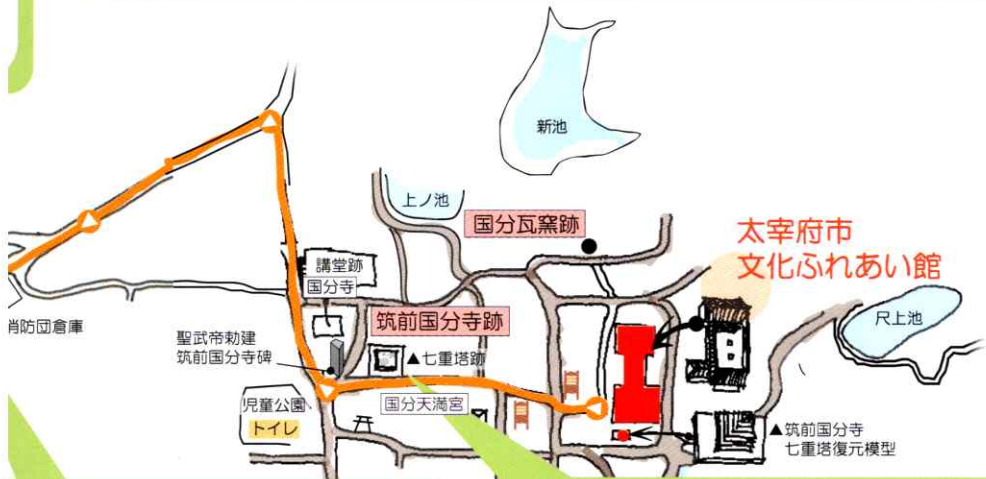 新池
上ノ池
国分瓦窯跡
太宰府市
文化ふれあい館
講堂跡
国分寺
尺上池
消防団倉庫
筑前国分寺跡
聖武帝勅建
筑前国分寺碑
▲七重塔跡
児童公園
トイレ
国分天満宮
▲筑前国分寺
七重塔復元模型